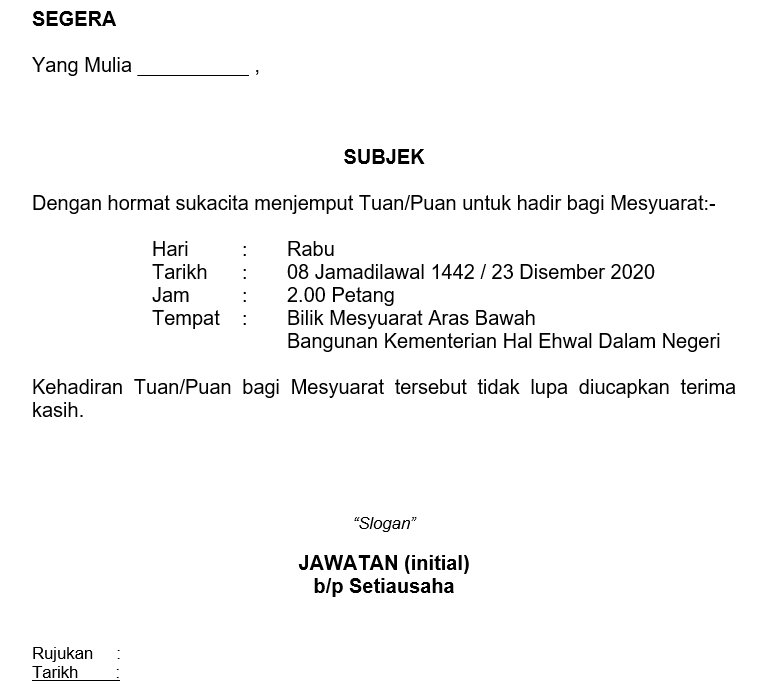 SEGERA
Yang Mulia __________ ,
SUBJEK
Dengan hormat sukacita menjemput Tuan/Puan untuk hadir bagi Mesyuarat:-
Hari : Rabu
Tarikh : 08 Jamadilawal 1442 / 23 Disember 2020
Jam : 2.00 Petang
Tempat : Bilik Mesyuarat Aras Bawah
Bangunan Kementerian Hal Ehwal Dalam Negeri
Kehadiran Tuan/Puan bagi Mesyuarat tersebut tidak lupa diucapkan terima
kasih.
“Slogan”
JAWATAN (initial)
b/p Setiausaha
Rujukan :
Tarikh :